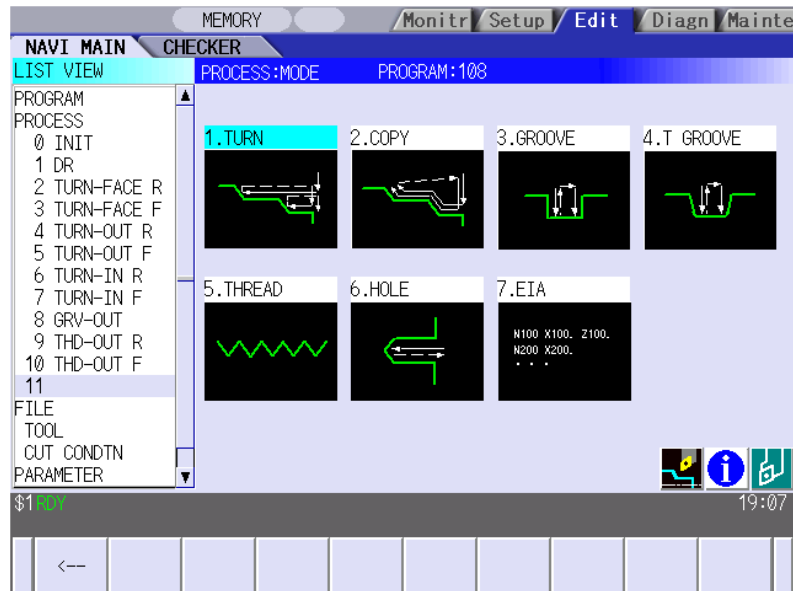 MEMORY Monitr Setup Edit Diagn Mainte
NAVI MAIN CHECKER
LIST VIEW PROCESS:MODE PROGRAM:108
PROGRAM
PROCESS
0 INIT
1 DR
2 TURN-FACE R
3 TURN-FACE F
4 TURN-OUT R
5 TURN-OUT F
6 TURN-IN R
7 TURN-IN F
8 GRV-OUT
9 THD-OUT R
10 THD-OUT F
11
FILE
TOOL
CUT CONDTN
PARAMETER
1.TURN 2.COPY 3.GROOVE 4.T GROOVE
5.THREAD 6.HOLE 7.EIA
N100 X100. Z100.
N200 X200.
. . .
i
$1 RDY 19:07
<--